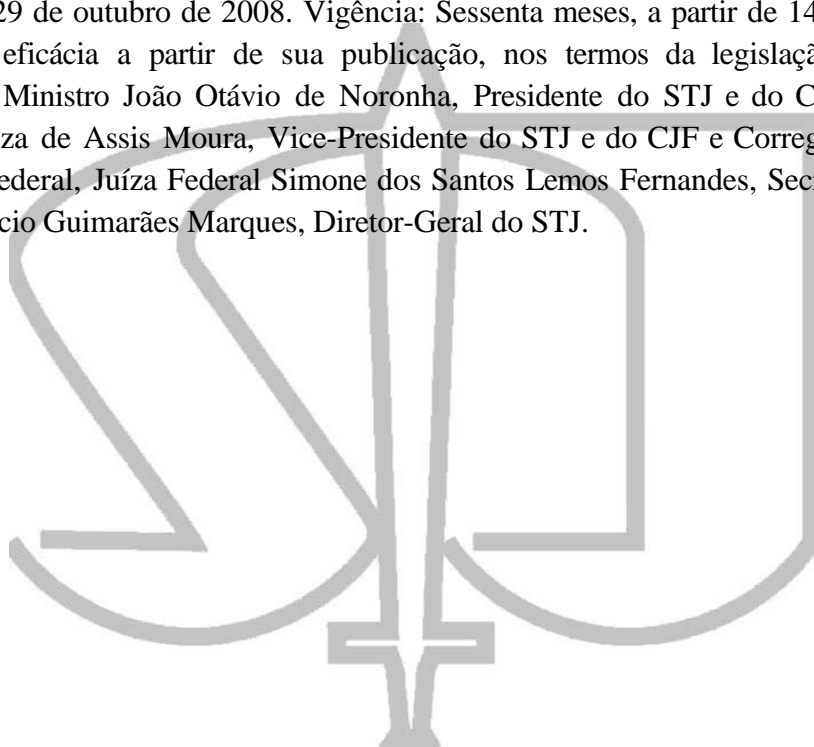 29 de outubro de 2008. Vigência: Sessenta meses, a partir de 14
eficácia a partir de sua publicação, nos termos da legislaçã
Ministro João Otávio de Noronha, Presidente do STJ e do C
za de Assis Moura, Vice-Presidente do STJ e do CJF e Correg
ederal, Juíza Federal Simone dos Santos Lemos Fernandes, Secr
cio Guimarães Marques, Diretor-Geral do STJ.